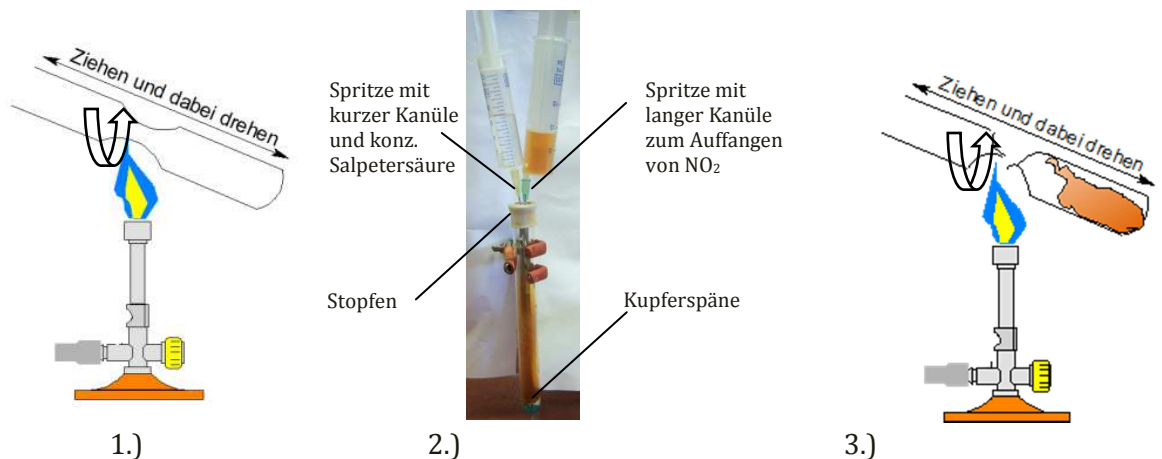 Ziehen und dabei drehen
1.)
Spritze mit
kurzer Kanüle
und konz.
Salpetersäure
Spritze mit
langer Kanüle
zum Auffangen
von NO₂
Stopfen
Kupferspäne
2.)
Ziehen und dabei drehen
3.)